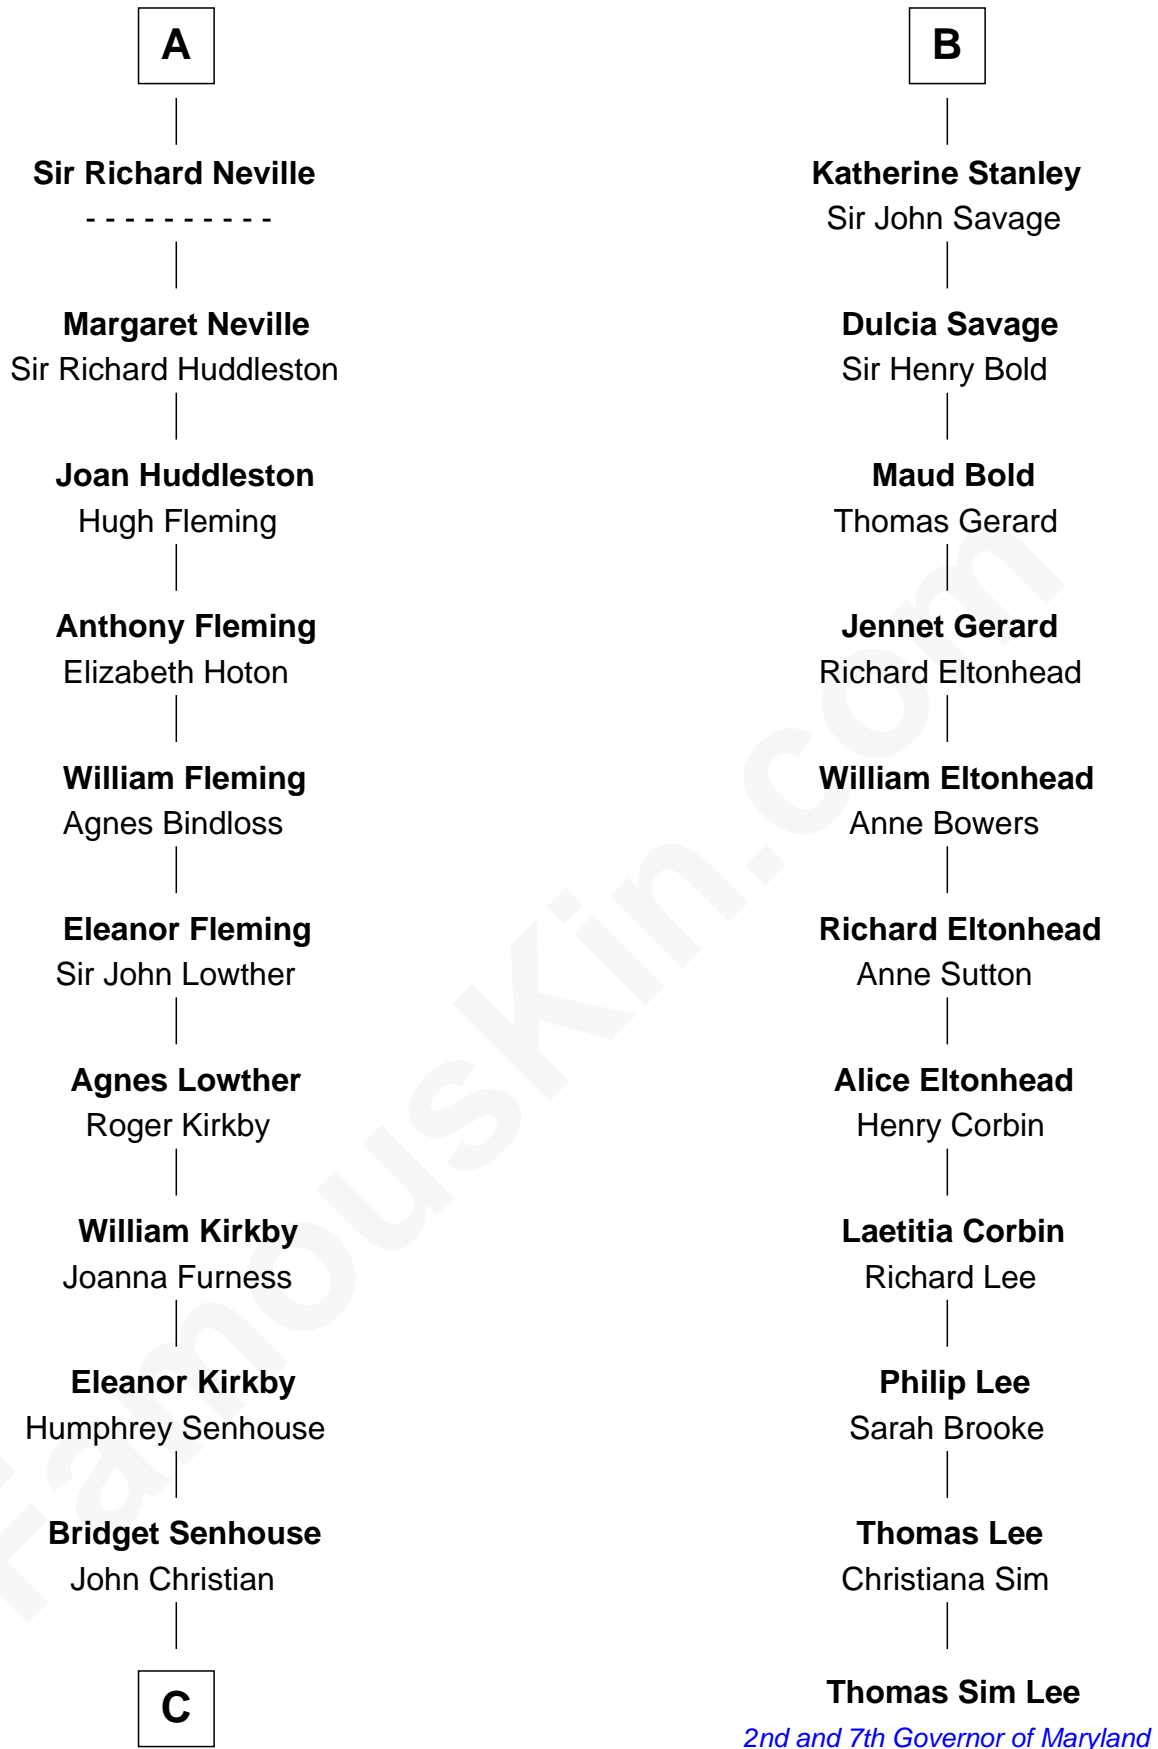 A
Sir Richard Neville
- - - - - - - - - -
Margaret Neville
Sir Richard Huddleston
Joan Huddleston
Hugh Fleming
Anthony Fleming
Elizabeth Hoton
William Fleming
Agnes Bindloss
Eleanor Fleming
Sir John Lowther
Agnes Lowther
Roger Kirkby
William Kirkby
Joanna Furness
Eleanor Kirkby
Humphrey Senhouse
Bridget Senhouse
John Christian
C
B
Katherine Stanley
Sir John Savage
Dulcia Savage
Sir Henry Bold
Maud Bold
Thomas Gerard
Jennet Gerard
Richard Eltonhead
William Eltonhead
Anne Bowers
Richard Eltonhead
Anne Sutton
Alice Eltonhead
Henry Corbin
Laetitia Corbin
Richard Lee
Philip Lee
Sarah Brooke
Thomas Lee
Christiana Sim
Thomas Sim Lee
2nd and 7th Governor of Maryland
FamousKin.com